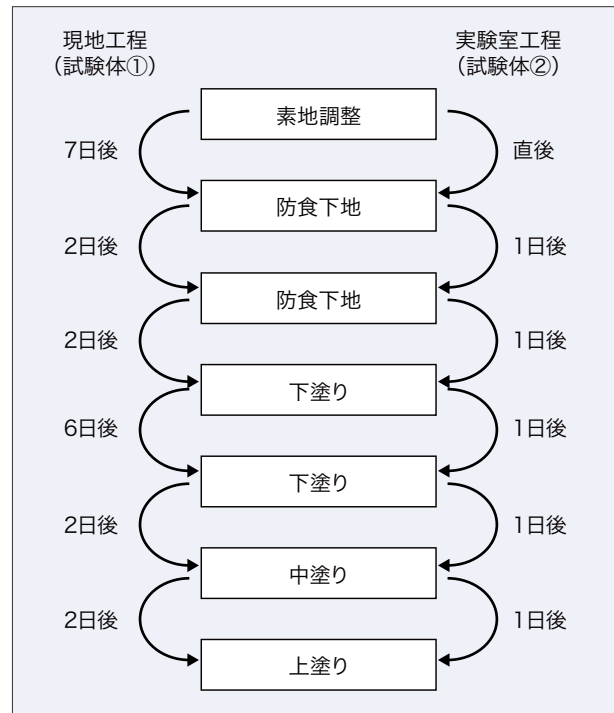 現地工程
（試験体①）
実験室工程
（試験体②）
素地調整
7日後
直後
防食下地
2日後
1日後
防食下地
2日後
1日後
下塗り
6日後
1日後
下塗り
2日後
1日後
中塗り
2日後
1日後
上塗り